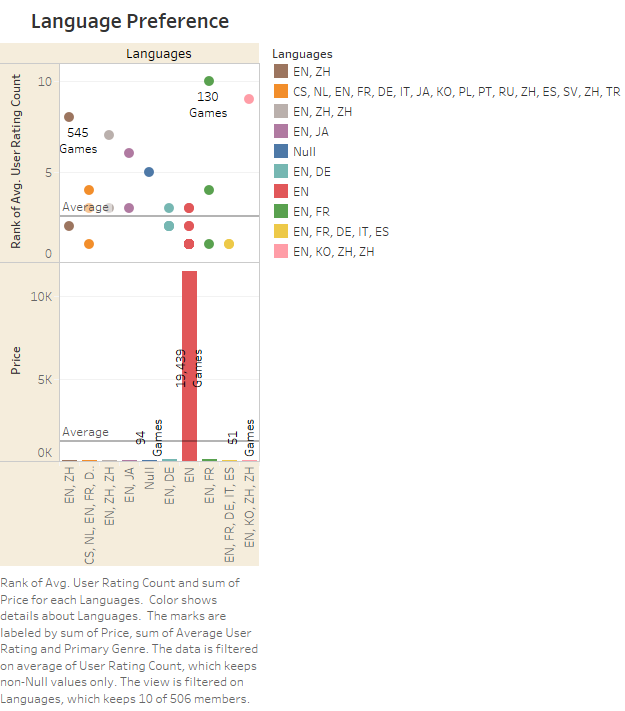 Language Preference
Languages
Languages
EN, ZH
CS, NL, EN, FR, DE, IT, JA, KO, PL, PT, RU, ZH, ES, SV, ZH, TR
EN, ZH, ZH
EN, JA
Null
EN, DE
EN
EN, FR
EN, FR, DE, IT, ES
EN, KO, ZH, ZH
Rank of Avg. User Rating Count
10
5
0
130
Games
545
Games
Average
Price
10K
5K
0K
19,439
Games
94
Games
51
Games
Average
EN, ZH
CS, NL, EN, FR, D..
EN, ZH, ZH
EN, JA
Null
EN, DE
EN
EN, FR
EN, FR, DE, IT, ES
EN, KO, ZH, ZH
Rank of Avg. User Rating Count and sum of
Price for each Languages. Color shows
details about Languages. The marks are
labeled by sum of Price, sum of Average User
Rating and Primary Genre. The data is filtered
on average of User Rating Count, which keeps
non-Null values only. The view is filtered on
Languages, which keeps 10 of 506 members.